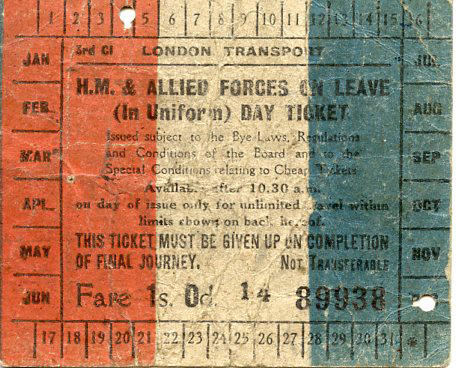 1 2 3 4 5 6 7 8 9 10 11 12 13 14 15 16
3rd Cl LONDON TRANSPORT
JAN JUL
H.M. & ALLIED FORCES ON LEAVE
FEB AUG
(In Uniform) DAY TICKET
Issued subject to the Bye-Laws, Regulations
MAR and Conditions of the Board and to the SEP
Special Conditions relating to Cheap Tickets
Available after 10.30 a.m.
APL on day of issue only for unlimited travel within OCT
limits shown on back hereof.
MAY THIS TICKET MUST BE GIVEN UP ON COMPLETION NOV
OF FINAL JOURNEY. NOT TRANSFERABLE
JUN Fare 1s. 0d. 14 89938
17 18 19 20 21 22 23 24 25 26 27 28 29 30 31 *